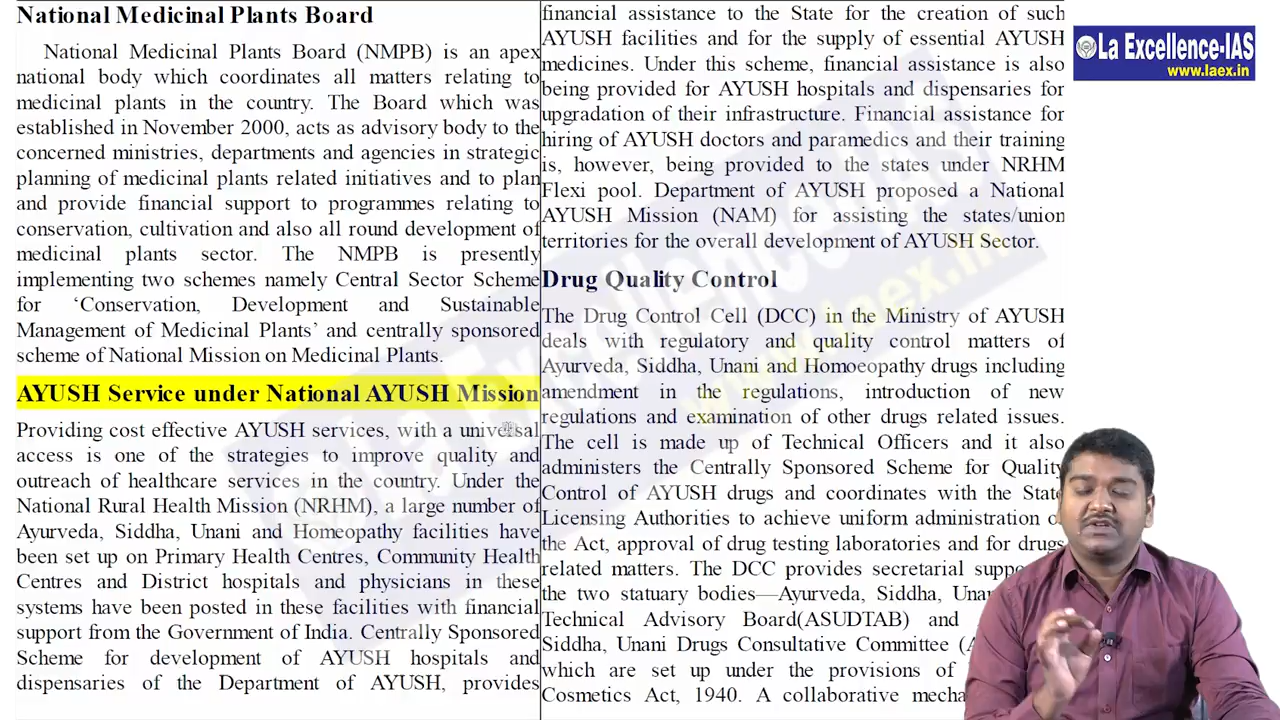 National Medicinal Plants Board
National Medicinal Plants Board (NMPB) is an apex
national body which coordinates all matters relating to
medicinal plants in the country. The Board which was
established in November 2000, acts as advisory body to the
concerned ministries, departments and agencies in strategic
planning of medicinal plants related initiatives and to plan
and provide financial support to programmes relating to
conservation, cultivation and also all round development of
medicinal plants sector. The NMPB is presently
implementing two schemes namely Central Sector Scheme
for ‘Conservation, Development and Sustainable
Management of Medicinal Plants’ and centrally sponsored
scheme of National Mission on Medicinal Plants.
AYUSH Service under National AYUSH Mission
Providing cost effective AYUSH services, with a universal
access is one of the strategies to improve quality and
outreach of healthcare services in the country. Under the
National Rural Health Mission (NRHM), a large number of
Ayurveda, Siddha, Unani and Homeopathy facilities have
been set up on Primary Health Centres, Community Health
Centres and District hospitals and physicians in these
systems have been posted in these facilities with financial
support from the Government of India. Centrally Sponsored
Scheme for development of AYUSH hospitals and
dispensaries of the Department of AYUSH, provides
financial assistance to the State for the creation of such
AYUSH facilities and for the supply of essential AYUSH
medicines. Under this scheme, financial assistance is also
being provided for AYUSH hospitals and dispensaries for
upgradation of their infrastructure. Financial assistance for
hiring of AYUSH doctors and paramedics and their training
is, however, being provided to the states under NRHM
Flexi pool. Department of AYUSH proposed a National
AYUSH Mission (NAM) for assisting the states/union
territories for the overall development of AYUSH Sector.
Drug Quality Control
The Drug Control Cell (DCC) in the Ministry of AYUSH
deals with regulatory and quality control matters of
Ayurveda, Siddha, Unani and Homoeopathy drugs including
amendment in the regulations, introduction of new
regulations and examination of other drugs related issues.
The cell is made up of Technical Officers and it also
administers the Centrally Sponsored Scheme for Quality
Control of AYUSH drugs and coordinates with the State
Licensing Authorities to achieve uniform administration
the Act, approval of drug testing laboratories and for drugs
related matters. The DCC provides secretarial
the two statuary bodies—Ayurveda, Siddha,
Technical Advisory Board(ASUDTAB) and
Siddha, Unani Drugs Consultative Committee
which are set up under the provisions of
Cosmetics Act, 1940. A collaborative
La Excellence-IAS
www.laex.in
La Excellence-IAS
www.laex.in